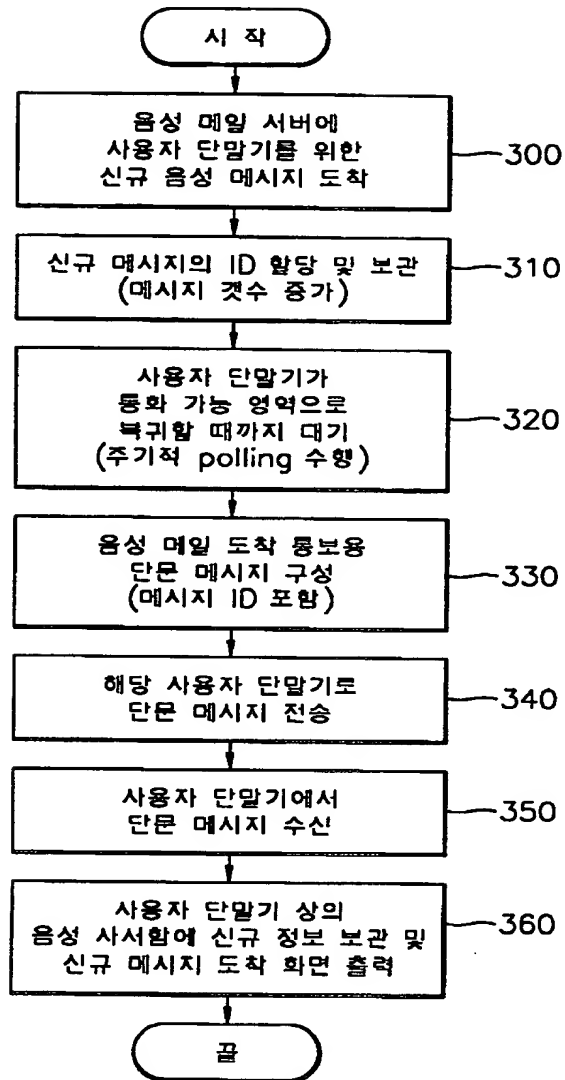 시 작
음성 메일 서버에
사용자 단말기를 위한
신규 음성 메시지 도착
300
신규 메시지의 ID 할당 및 보관
(메시지 갯수 증가)
310
사용자 단말기가
통화 가능 영역으로
복귀할 때까지 대기
(주기적 polling 수행)
320
음성 메일 도착 통보용
단문 메시지 구성
(메시지 ID 포함)
330
해당 사용자 단말기로
단문 메시지 전송
340
사용자 단말기에서
단문 메시지 수신
350
사용자 단말기 상의
음성 사서함에 신규 정보 보관 및
신규 메시지 도착 화면 출력
360
끝